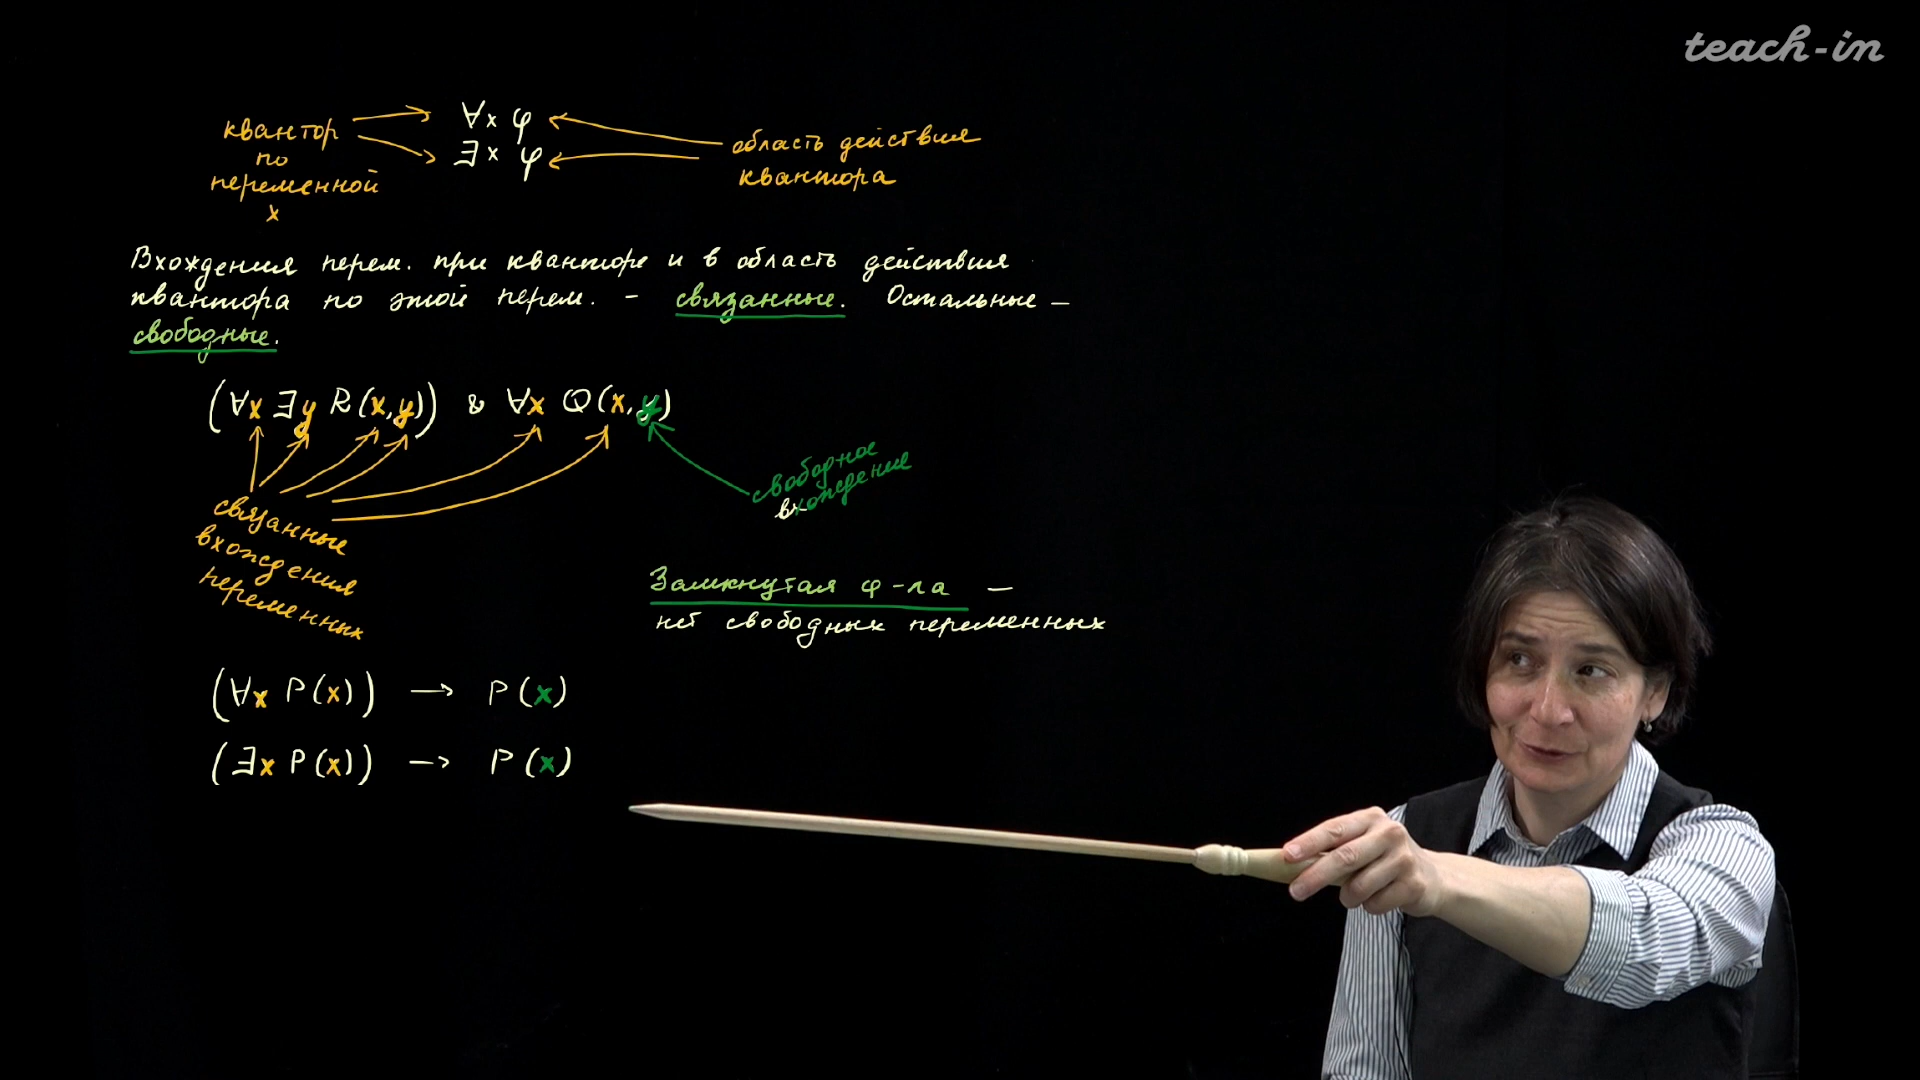 teach-in
квантор
по
переменной
x
∀x φ
∃x φ
область действия
квантора
Вхождения перем. при кванторе и в область действия
квантора по этой перем. - связанные. Остальные —
свободные.
(∀x ∃y R(x,y)) & ∀x Q(x,y)
свободное
вхождение
связанные
вхождения
переменных
Замкнутая ф-ла —
нет свободных переменных
(∀x P(x)) → P(x)
(∃x P(x)) → P(x)